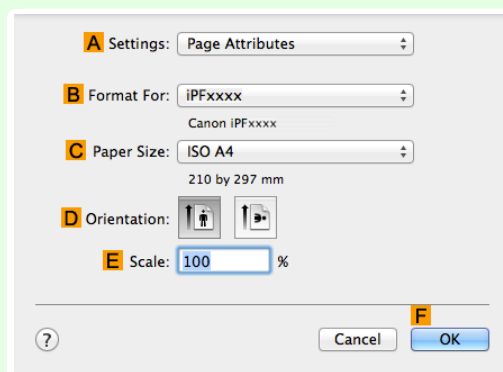 A Settings: Page Attributes
B Format For: iPFxxxx
Canon iPFxxxx
C Paper Size: ISO A4
210 by 297 mm
D Orientation:
E Scale: 100 %
F
? Cancel OK